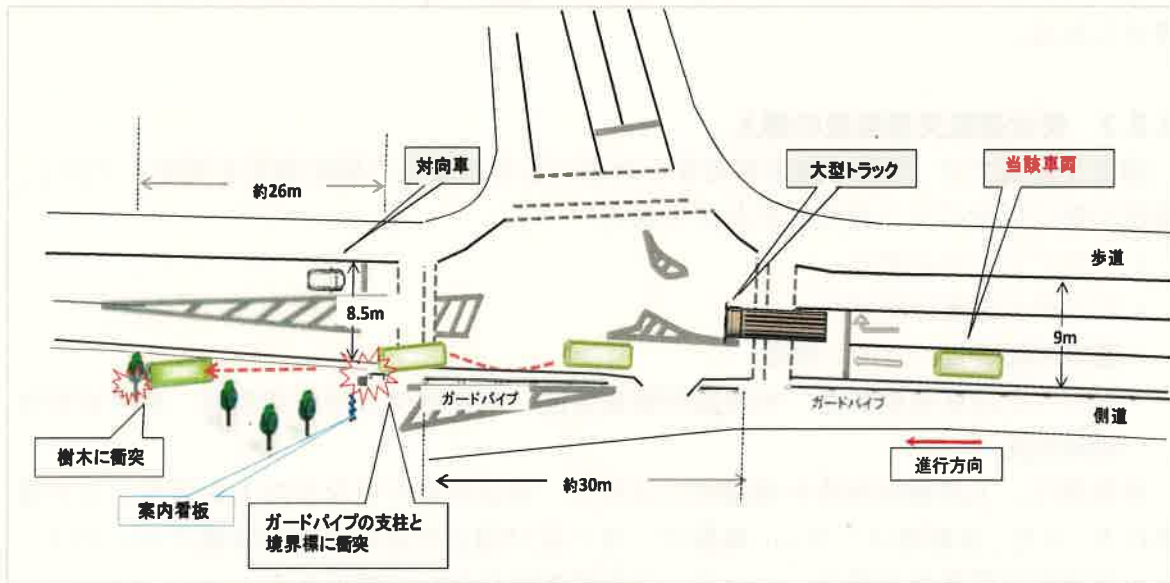 対向車
大型トラック
当該車両
約26m
歩道
8.5m
9m
ガードパイプ
ガードパイプ
側道
樹木に衝突
進行方向
案内看板
ガードパイプの支柱と
境界標に衝突
約30m